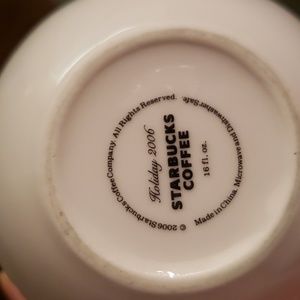 Holiday 2006
STARBUCKS
COFFEE
16 fl. oz.
© 2006 Starbucks Coffee Company. All Rights Reserved.
Made in China. Microwave and Dishwasher Safe.